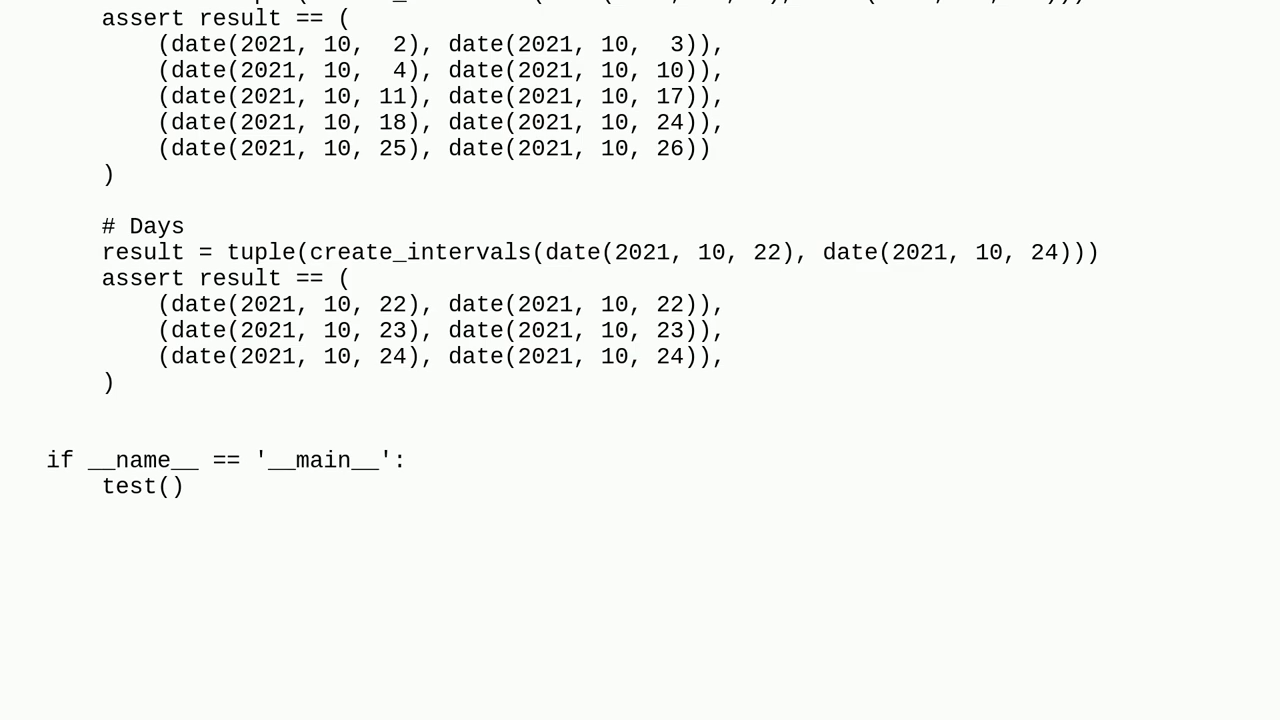 assert result == (
(date(2021, 10,  2), date(2021, 10,  3)),
(date(2021, 10,  4), date(2021, 10, 10)),
(date(2021, 10, 11), date(2021, 10, 17)),
(date(2021, 10, 18), date(2021, 10, 24)),
(date(2021, 10, 25), date(2021, 10, 26))
)
# Days
result = tuple(create_intervals(date(2021, 10, 22), date(2021, 10, 24)))
assert result == (
(date(2021, 10, 22), date(2021, 10, 22)),
(date(2021, 10, 23), date(2021, 10, 23)),
(date(2021, 10, 24), date(2021, 10, 24)),
)
if __name__ == '__main__':
test()